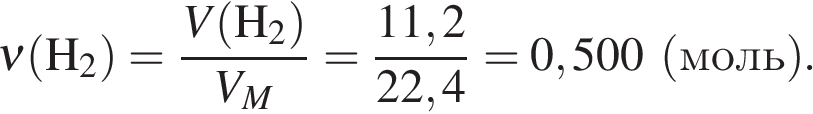 ν(H₂) = V(H₂)/V_M = 11,2/22,4 = 0,500 (моль).